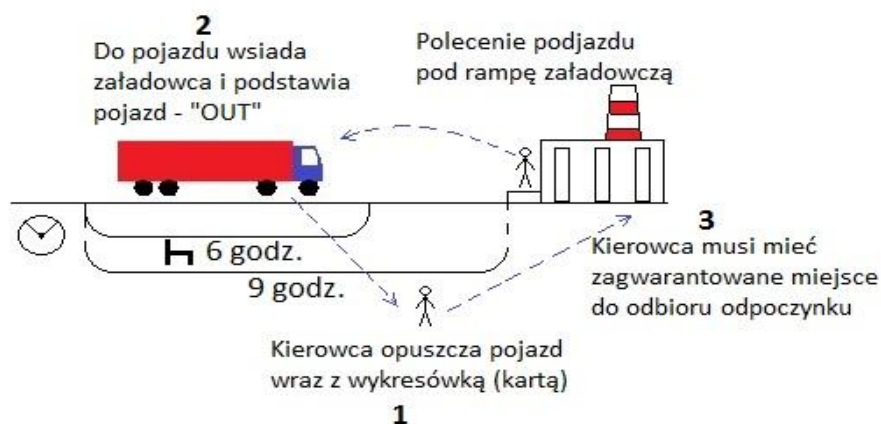 2
Do pojazdu wsiada
załadowca i podstawia
pojazd - "OUT"
Polecenie podjazdu
pod rampę załadowczą
6 godz.
9 godz.
3
Kierowca musi mieć
zagwarantowane miejsce
do odbioru odpoczynku
Kierowca opuszcza pojazd
wraz z wykresówką (kartą)
1